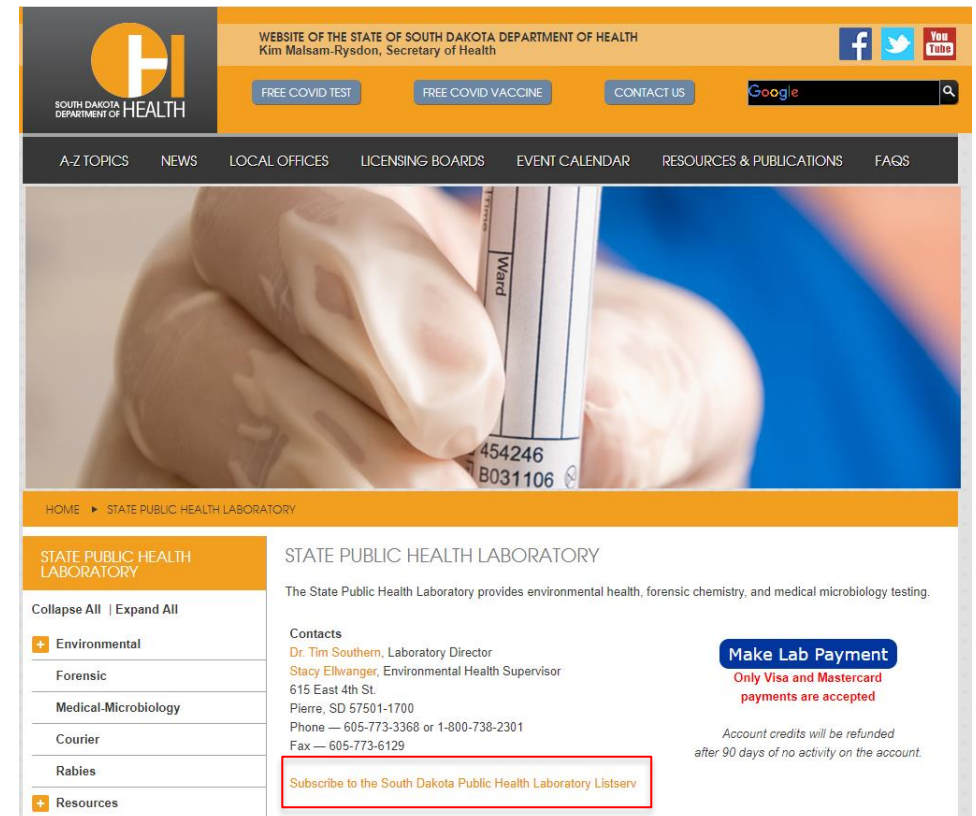 WEBSITE OF THE STATE OF SOUTH DAKOTA DEPARTMENT OF HEALTH
Kim Malsam-Rysdon, Secretary of Health
You
Tube
SOUTH DAKOTA
DEPARTMENT OF HEALTH
FREE COVID TEST
FREE COVID VACCINE
CONTACT US
Google
A-Z TOPICS NEWS LOCAL OFFICES LICENSING BOARDS EVENT CALENDAR RESOURCES & PUBLICATIONS FAQS
Time
Ward
454246
B031106
HOME ► STATE PUBLIC HEALTH LABORATORY
STATE PUBLIC HEALTH
LABORATORY
Collapse All | Expand All
Environmental
Forensic
Medical-Microbiology
Courier
Rabies
Resources
STATE PUBLIC HEALTH LABORATORY
The State Public Health Laboratory provides environmental health, forensic chemistry, and medical microbiology testing.
Contacts
Dr. Tim Southern, Laboratory Director
Stacy Ellwanger, Environmental Health Supervisor
615 East 4th St.
Pierre, SD 57501-1700
Phone — 605-773-3368 or 1-800-738-2301
Fax — 605-773-6129
Subscribe to the South Dakota Public Health Laboratory Listserv
Make Lab Payment
Only Visa and Mastercard
payments are accepted
Account credits will be refunded
after 90 days of no activity on the account.